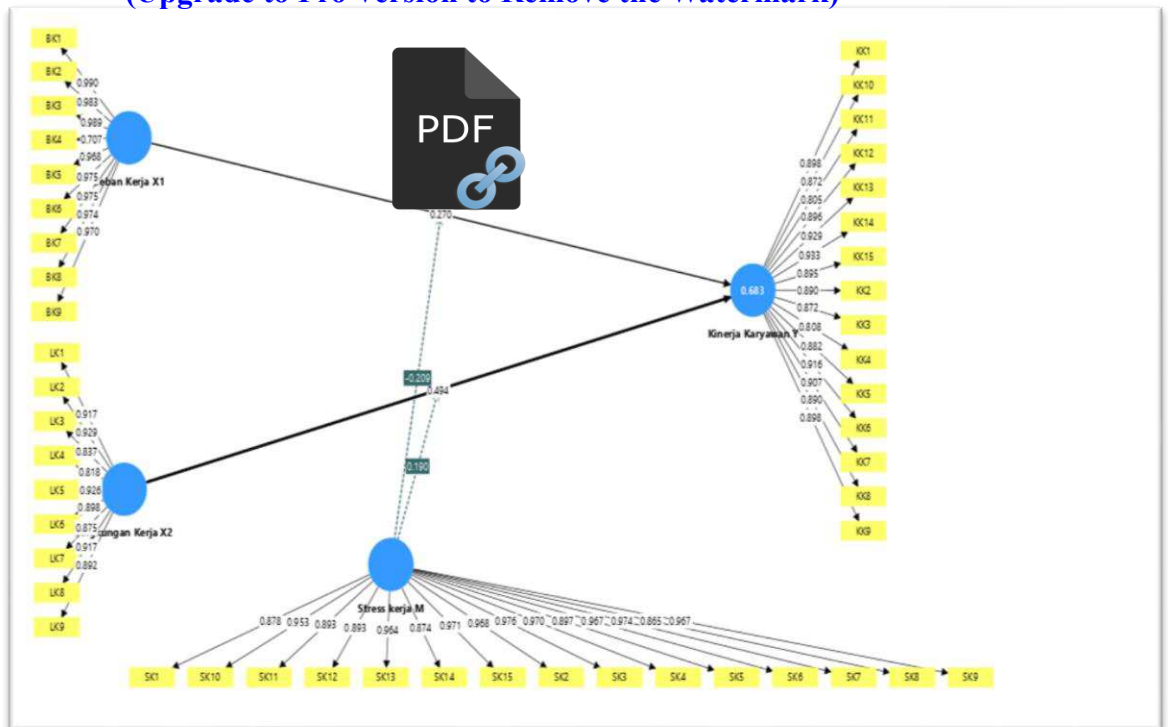 (Upgrade to Pro Version to Remove the Watermark)
BK1
BK2
BK3
BK4
BK5
BK6
BK7
BK8
BK9
0.990
0.983
0.989
0.707
0.968
0.975
0.975
0.974
0.970
eban Kerja X1
PDF
0.270
KK1
KK10
KK11
KK12
KK13
KK14
KK15
KK2
KK3
KK4
KK5
KK6
KK7
KK8
KK9
0.898
0.872
0.805
0.896
0.929
0.933
0.895
0.890
0.872
0.808
0.882
0.916
0.907
0.890
0.898
0.683
Kinerja Karyawan Y
LK1
LK2
LK3
LK4
LK5
LK6
LK7
LK8
LK9
0.917
0.929
0.837
0.818
0.926
0.898
0.875
0.917
0.892
ungan Kerja X2
-0.209
0.494
0.190
Stress kerja M
0.878 0.953 0.893 0.893 0.964 0.874 0.971 0.968 0.976 0.970 0.897 0.967 0.974 0.865 0.967
SK1 SK10 SK11 SK12 SK13 SK14 SK15 SK2 SK3 SK4 SK5 SK6 SK7 SK8 SK9